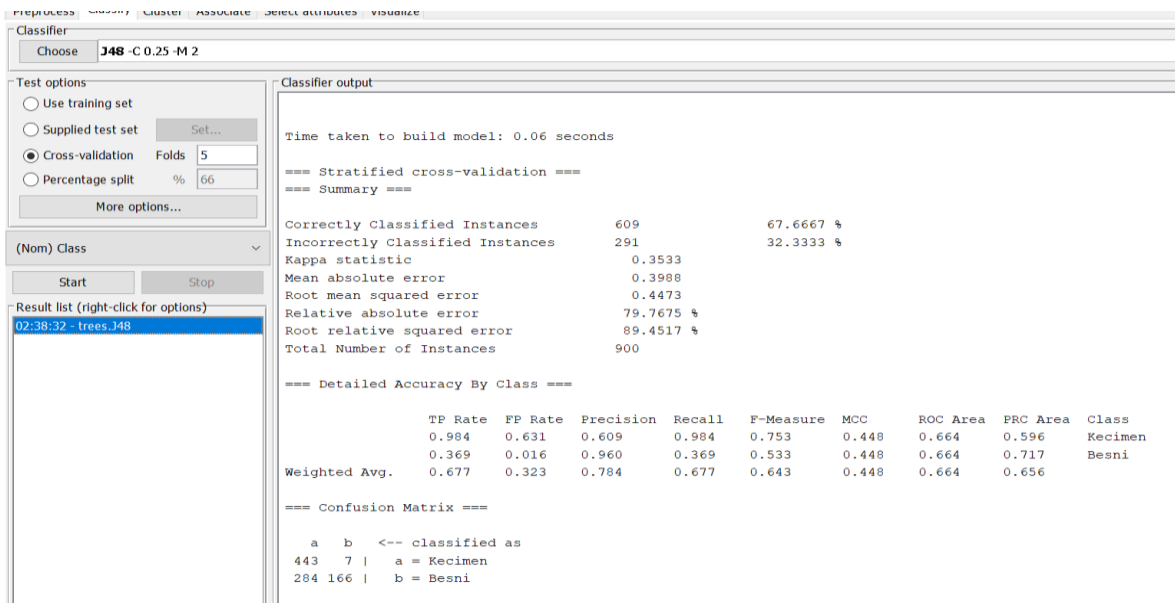 Preprocess Classify Cluster Associate Select attributes Visualize
Classifier
Choose J48 -C 0.25 -M 2
Test options
Use training set
Supplied test set Set...
Cross-validation Folds 5
Percentage split % 66
More options...
(Nom) Class
Start Stop
Result list (right-click for options)
02:38:32 - trees.J48
Classifier output
Time taken to build model: 0.06 seconds
=== Stratified cross-validation ===
=== Summary ===
Correctly Classified Instances 609 67.6667 %
Incorrectly Classified Instances 291 32.3333 %
Kappa statistic 0.3533
Mean absolute error 0.3988
Root mean squared error 0.4473
Relative absolute error 79.7675 %
Root relative squared error 89.4517 %
Total Number of Instances 900
=== Detailed Accuracy By Class ===
TP Rate FP Rate Precision Recall F-Measure MCC ROC Area PRC Area Class
0.984 0.631 0.609 0.984 0.753 0.448 0.664 0.596 Kecimen
0.369 0.016 0.960 0.369 0.533 0.448 0.664 0.717 Besni
Weighted Avg. 0.677 0.323 0.784 0.677 0.643 0.448 0.664 0.656
=== Confusion Matrix ===
a b <-- classified as
443 7 | a = Kecimen
284 166 | b = Besni